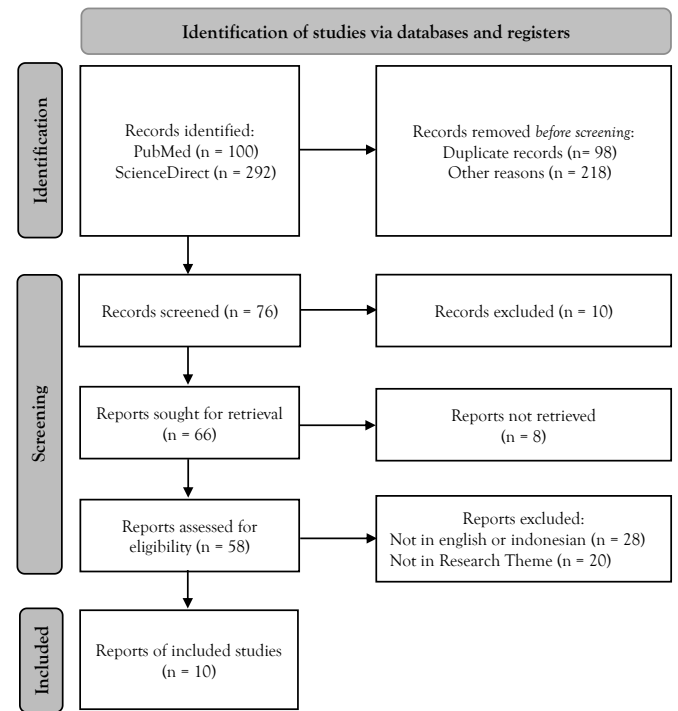 Identification of studies via databases and registers
Identification
Records identified:
PubMed (n = 100)
ScienceDirect (n = 292)
Records removed before screening:
Duplicate records (n= 98)
Other reasons (n = 218)
Screening
Records screened (n = 76)
Records excluded (n = 10)
Reports sought for retrieval
(n = 66)
Reports not retrieved
(n = 8)
Reports assessed for
eligibility (n = 58)
Reports excluded:
Not in english or indonesian (n = 28)
Not in Research Theme (n = 20)
Included
Reports of included studies
(n = 10)